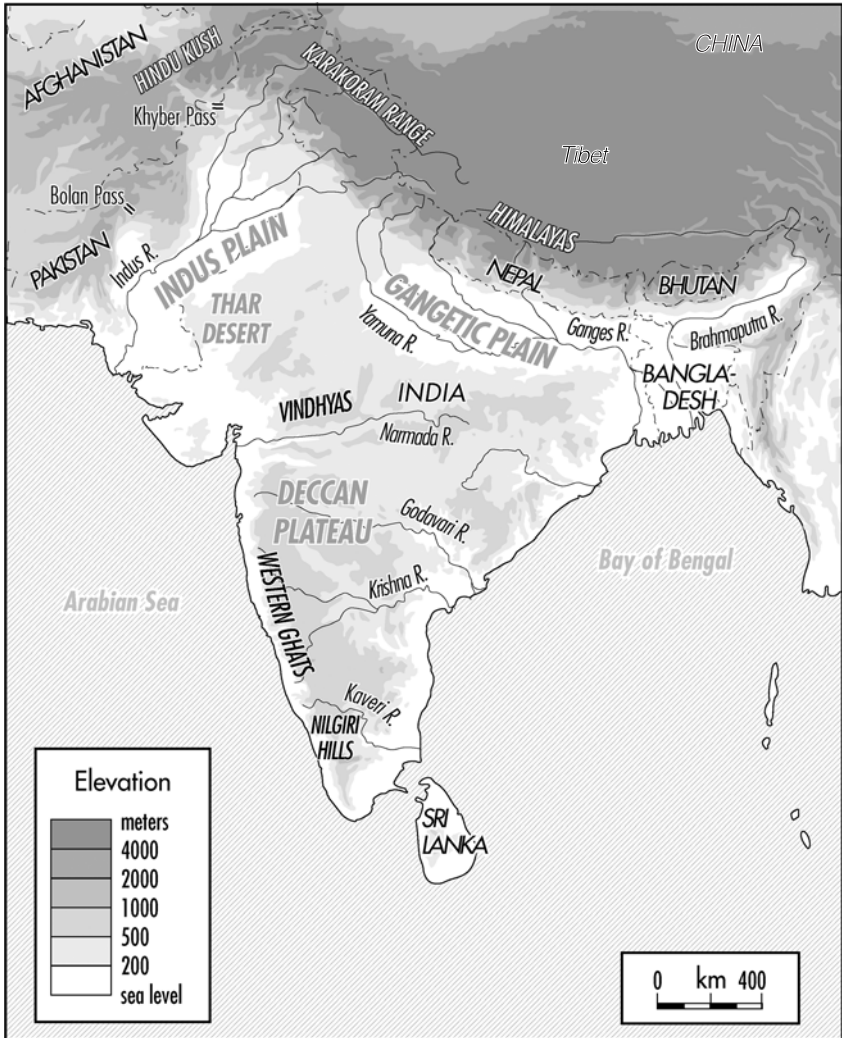 CHINA
AFGHANISTAN
HINDU KUSH
KARAKORAM RANGE
Khyber Pass
Tibet
Bolan Pass
HIMALAYAS
PAKISTAN
Indus R.
INDUS PLAIN
NEPAL
BHUTAN
THAR
DESERT
GANGETIC PLAIN
Yamuna R.
Ganges R.
Brahmaputra R.
BANGLA-
DESH
VINDHYAS
INDIA
Narmada R.
DECCAN
PLATEAU
Godavari R.
Bay of Bengal
Arabian Sea
WESTERN GHATS
Krishna R.
Kaveri R.
NILGIRI
HILLS
SRI
LANKA
Elevation
meters
4000
2000
1000
500
200
sea level
0 km 400